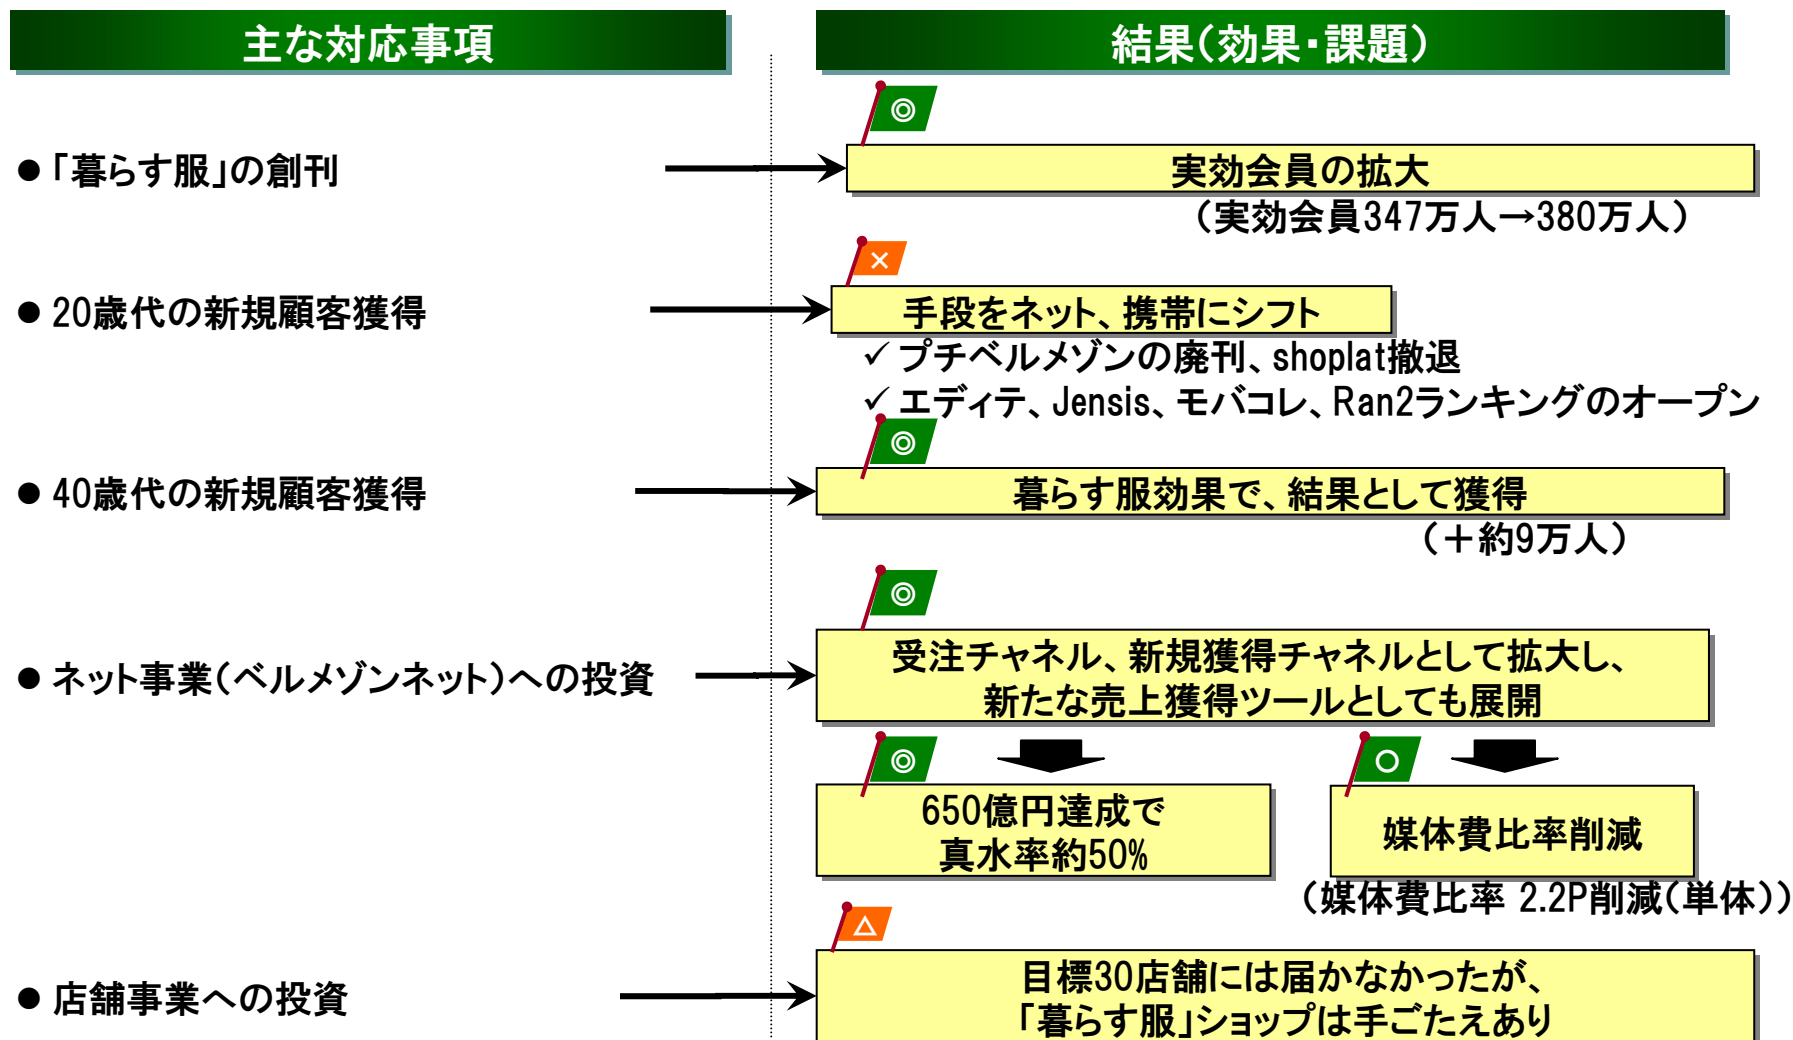 主な対応事項
結果(効果・課題)
◎
● 「暮らす服」の創刊
実効会員の拡大
(実効会員347万人→380万人)
×
● 20歳代の新規顧客獲得
手段をネット、携帯にシフト
✓ プチベルメゾンの廃刊、shoplat撤退
✓ エディテ、Jensis、モバコレ、Ran2ランキングのオープン
◎
● 40歳代の新規顧客獲得
暮らす服効果で、結果として獲得
(+約9万人)
◎
● ネット事業(ベルメゾンネット)への投資
受注チャネル、新規獲得チャネルとして拡大し、
新たな売上獲得ツールとしても展開
◎
650億円達成で
真水率約50%
○
媒体費比率削減
(媒体費比率 2.2P削減(単体))
△
● 店舗事業への投資
目標30店舗には届かなかったが、
「暮らす服」ショップは手ごたえあり